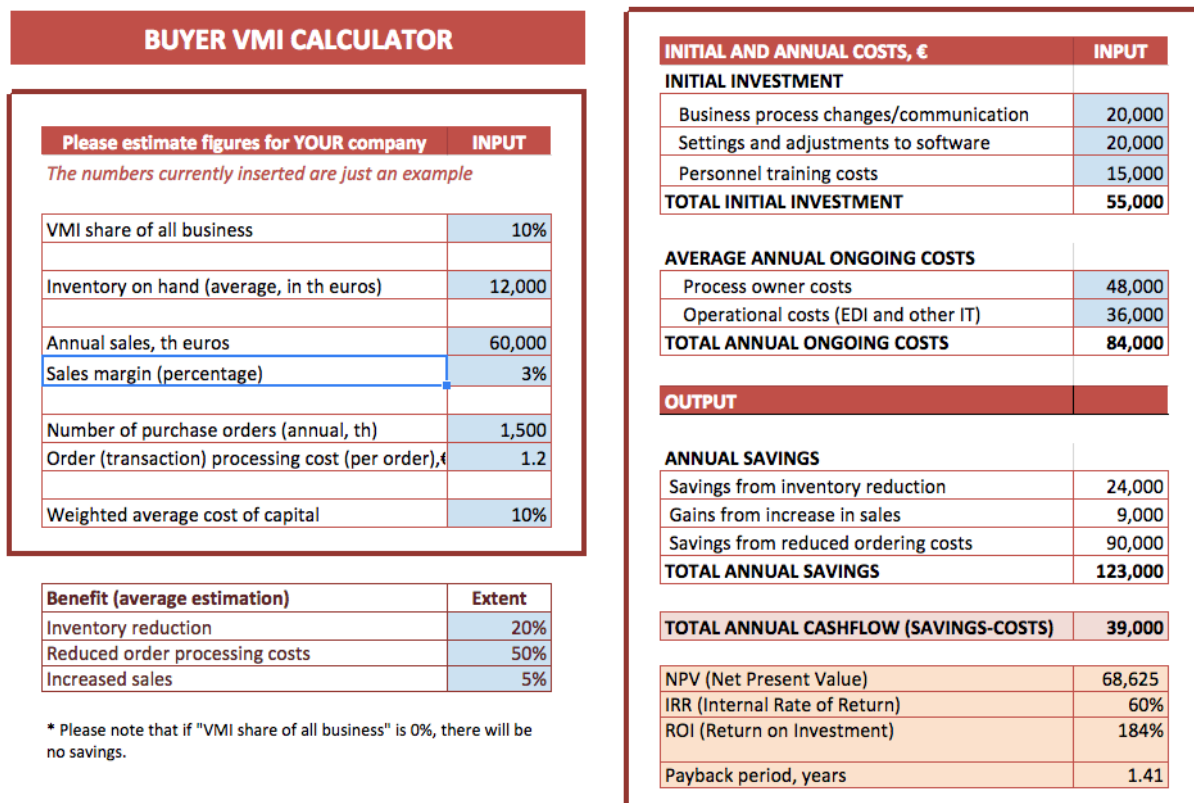 BUYER VMI CALCULATOR
Please estimate figures for YOUR company INPUT
The numbers currently inserted are just an example
VMI share of all business 10%
Inventory on hand (average, in th euros) 12,000
Annual sales, th euros 60,000
Sales margin (percentage) 3%
Number of purchase orders (annual, th) 1,500
Order (transaction) processing cost (per order),€ 1.2
Weighted average cost of capital 10%
Benefit (average estimation) Extent
Inventory reduction 20%
Reduced order processing costs 50%
Increased sales 5%
* Please note that if "VMI share of all business" is 0%, there will be
no savings.
INITIAL AND ANNUAL COSTS, € INPUT
INITIAL INVESTMENT
Business process changes/communication 20,000
Settings and adjustments to software 20,000
Personnel training costs 15,000
TOTAL INITIAL INVESTMENT 55,000
AVERAGE ANNUAL ONGOING COSTS
Process owner costs 48,000
Operational costs (EDI and other IT) 36,000
TOTAL ANNUAL ONGOING COSTS 84,000
OUTPUT
ANNUAL SAVINGS
Savings from inventory reduction 24,000
Gains from increase in sales 9,000
Savings from reduced ordering costs 90,000
TOTAL ANNUAL SAVINGS 123,000
TOTAL ANNUAL CASHFLOW (SAVINGS-COSTS) 39,000
NPV (Net Present Value) 68,625
IRR (Internal Rate of Return) 60%
ROI (Return on Investment) 184%
Payback period, years 1.41